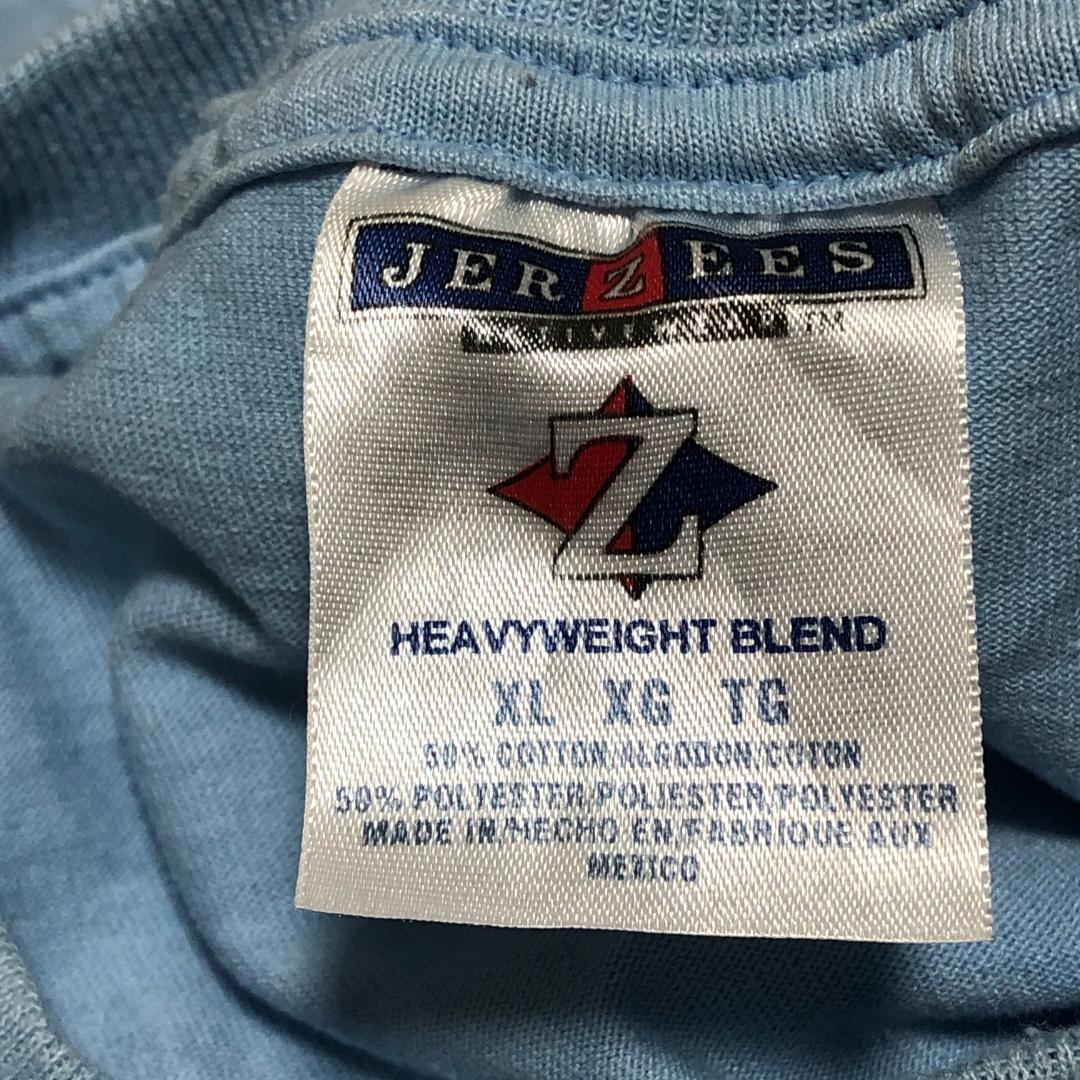 JERZEES
TM
Z
HEAVYWEIGHT BLEND
XL XG TG
50% COTTON/ALGODON/COTON
50% POLYESTER/POLIESTER/POLYESTER
MADE IN/HECHO EN/FABRIQUE AUX
MEXICO